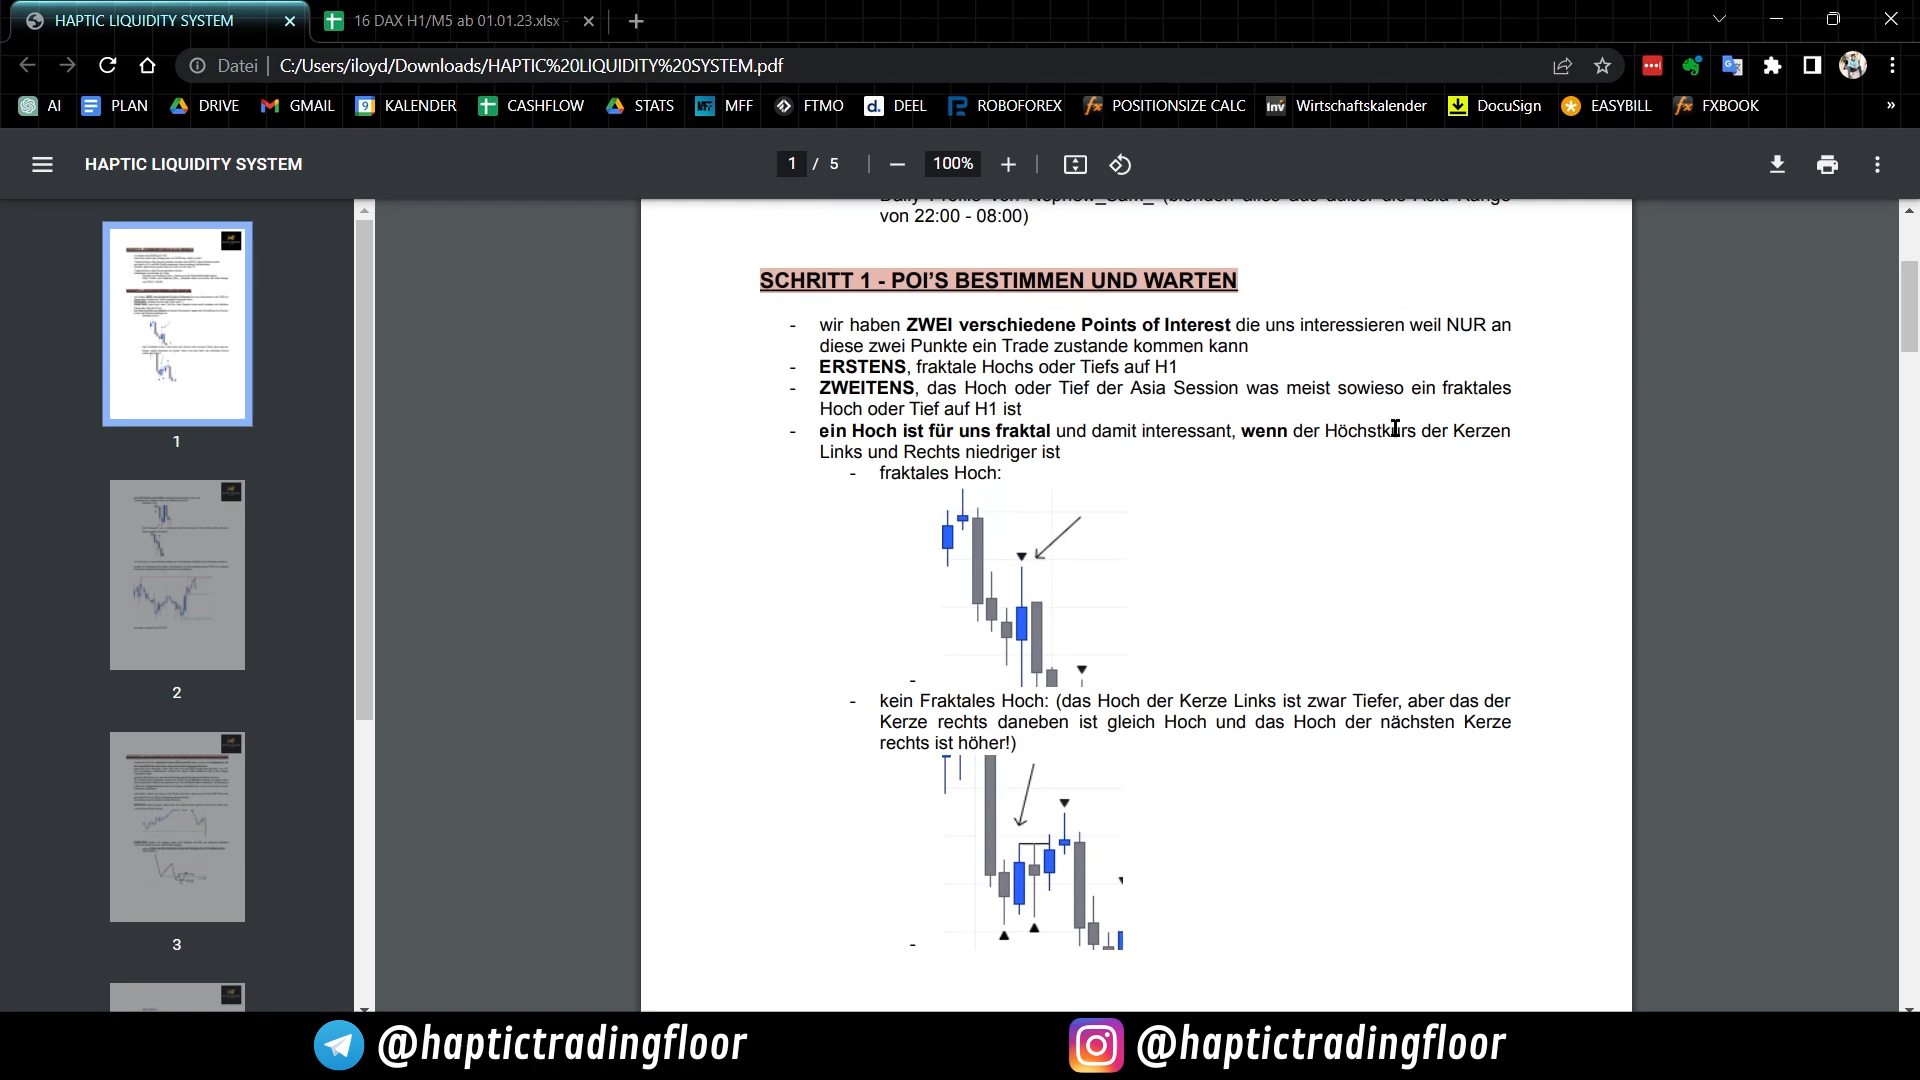 HAPTIC LIQUIDITY SYSTEM
16 DAX H1/M5 ab 01.01.23.xlsx -
Datei
C:/Users/iloyd/Downloads/HAPTIC%20LIQUIDITY%20SYSTEM.pdf
AI
PLAN
DRIVE
GMAIL
9 KALENDER
CASHFLOW
STATS
MFF MFF
FTMO
d. DEEL
ROBOFOREX
fx POSITIONSIZE CALC
Inv Wirtschaftskalender
DocuSign
EASYBILL
fx FXBOOK
»
HAPTIC LIQUIDITY SYSTEM
1 / 5
100%
von 22:00 - 08:00)
SCHRITT 1 - POI’S BESTIMMEN UND WARTEN
- wir haben ZWEI verschiedene Points of Interest die uns interessieren weil NUR an
diese zwei Punkte ein Trade zustande kommen kann
- ERSTENS, fraktale Hochs oder Tiefs auf H1
- ZWEITENS, das Hoch oder Tief der Asia Session was meist sowieso ein fraktales
Hoch oder Tief auf H1 ist
- ein Hoch ist für uns fraktal und damit interessant, wenn der Höchstkurs der Kerzen
Links und Rechts niedriger ist
- fraktales Hoch:
-
- kein Fraktales Hoch: (das Hoch der Kerze Links ist zwar Tiefer, aber das der
Kerze rechts daneben ist gleich Hoch und das Hoch der nächsten Kerze
rechts ist höher!)
-
1
2
3
@haptictradingfloor
@haptictradingfloor